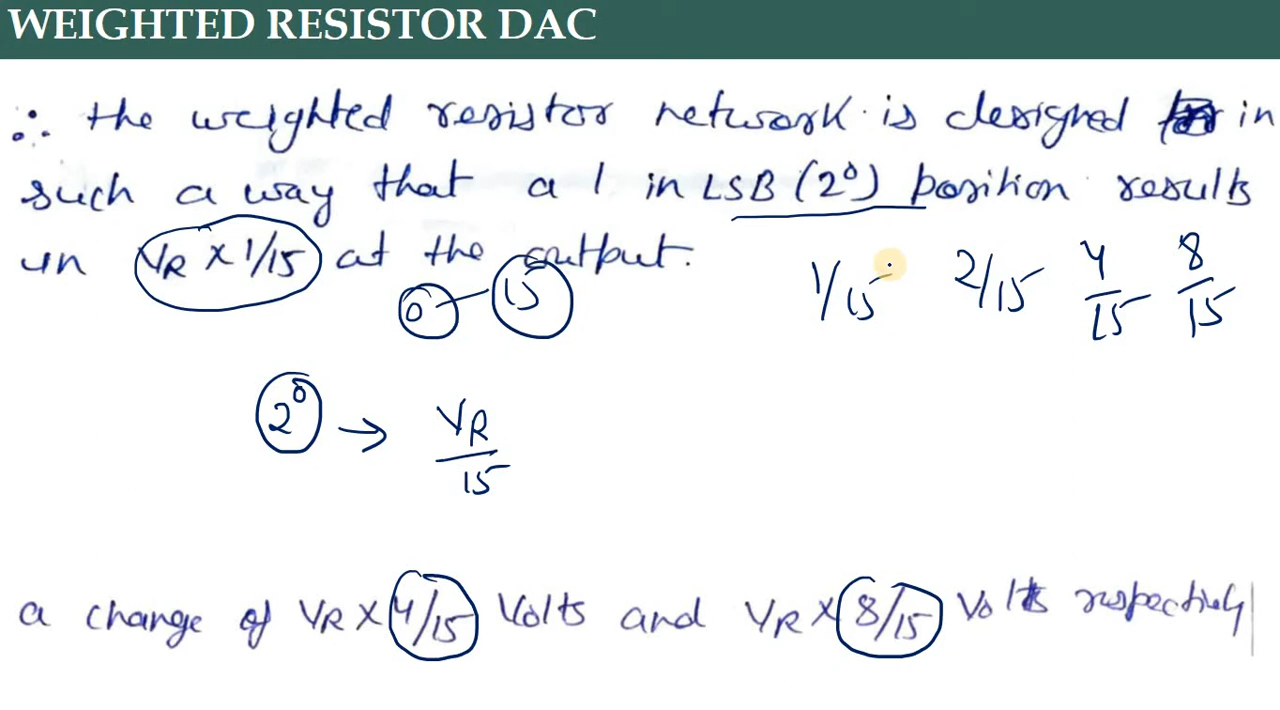 WEIGHTED RESISTOR DAC
∴ the weighted resistor network is designed in
such a way that a 1 in LSB (2⁰) position results
in VR × 1/15 at the output.
0 – 15
1/15 2/15 4/15 8/15
2⁰ → VR/15
a change of VR × 4/15 Volts and VR × 8/15 Volts respectively